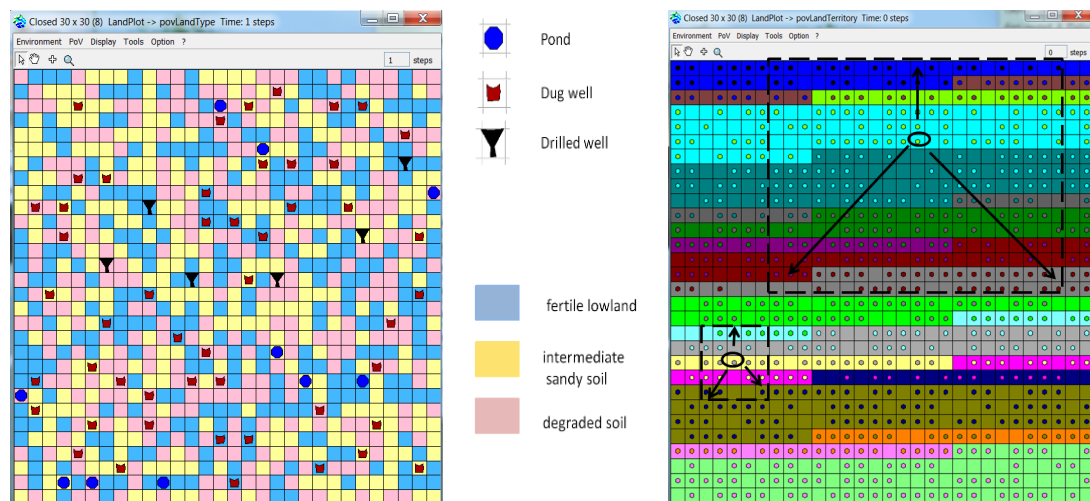 Closed 30 x 30 (8) LandPlot -> povLandType Time: 1 steps
Environment PoV Display Tools Option ?
1 steps
Pond
Dug well
Drilled well
fertile lowland
intermediate
sandy soil
degraded soil
Closed 30 x 30 (8) LandPlot -> povLandTerritory Time: 0 steps
Environment PoV Display Tools Option ?
0 steps